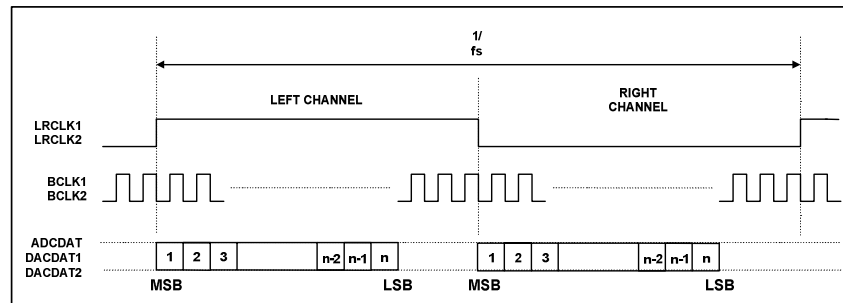 1/
fs
LEFT CHANNEL
RIGHT
CHANNEL
LRCLK1
LRCLK2
BCLK1
BCLK2
ADCDAT
DACDAT1
DACDAT2
1 2 3 n-2 n-1 n 1 2 3 n-2 n-1 n
MSB LSB MSB LSB